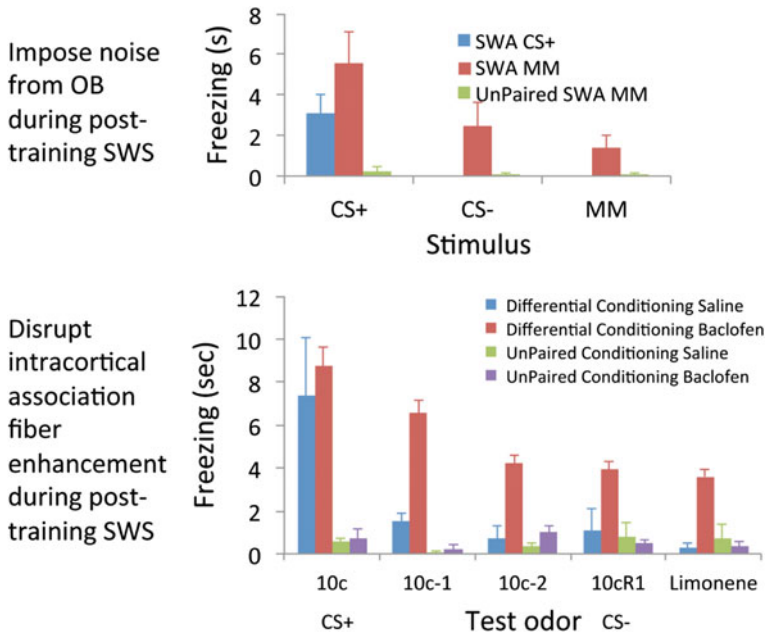 Impose noise
from OB
during post-
training SWS
Freezing (s)
8
6
4
2
0
SWA CS+
SWA MM
UnPaired SWA MM
CS+ CS- MM
Stimulus
Disrupt
intracortical
association
fiber
enhancement
during post-
training SWS
Freezing (sec)
12
10
8
6
4
2
0
Differential Conditioning Saline
Differential Conditioning Baclofen
UnPaired Conditioning Saline
UnPaired Conditioning Baclofen
10c 10c-1 10c-2 10cR1 Limonene
CS+ Test odor CS-